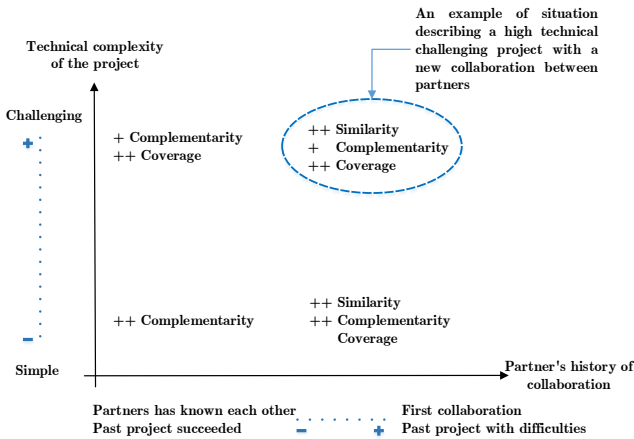 An example of situation
describing a high technical
challenging project with a
new collaboration between
partners
Technical complexity
of the project
Challenging
+ Complementarity
++ Coverage
++ Similarity
+ Complementarity
++ Coverage
++ Complementarity
++ Similarity
++ Complementarity
Coverage
Simple
Partner's history of
collaboration
Partners has known each other
Past project succeeded
First collaboration
Past project with difficulties